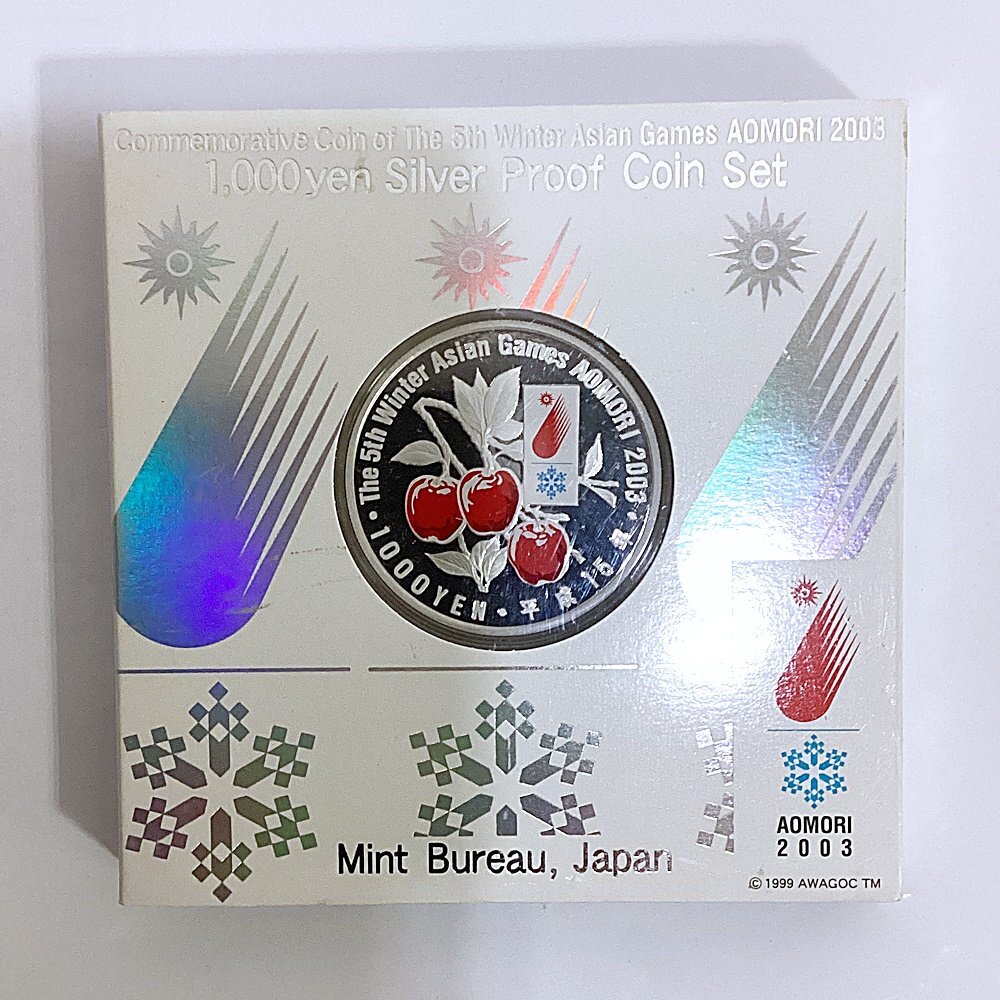 Commemorative Coin of The 5th Winter Asian Games AOMORI 2003
1,000yen Silver Proof Coin Set
• The 5th Winter Asian Games AOMORI 2003 •
1000YEN • 平成15年
AOMORI
2003
Mint Bureau, Japan
© 1999 AWAGOC TM